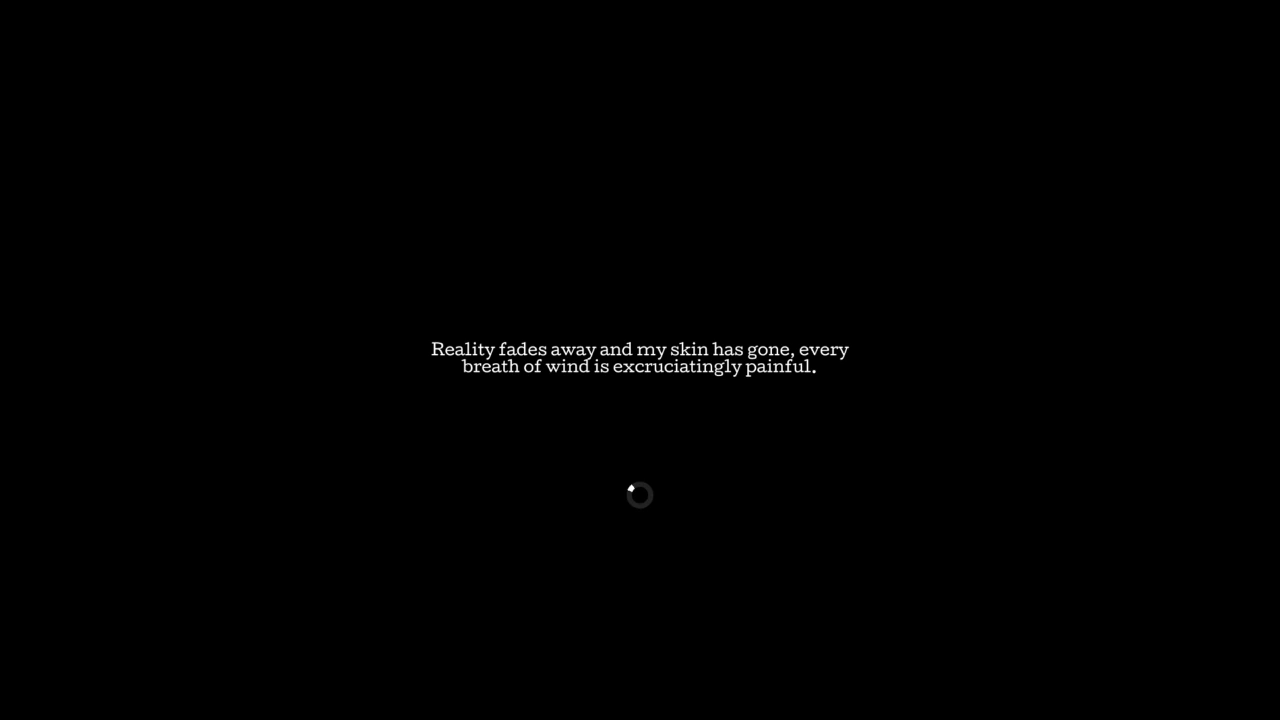 Reality fades away and my skin has gone, every
breath of wind is excruciatingly painful.